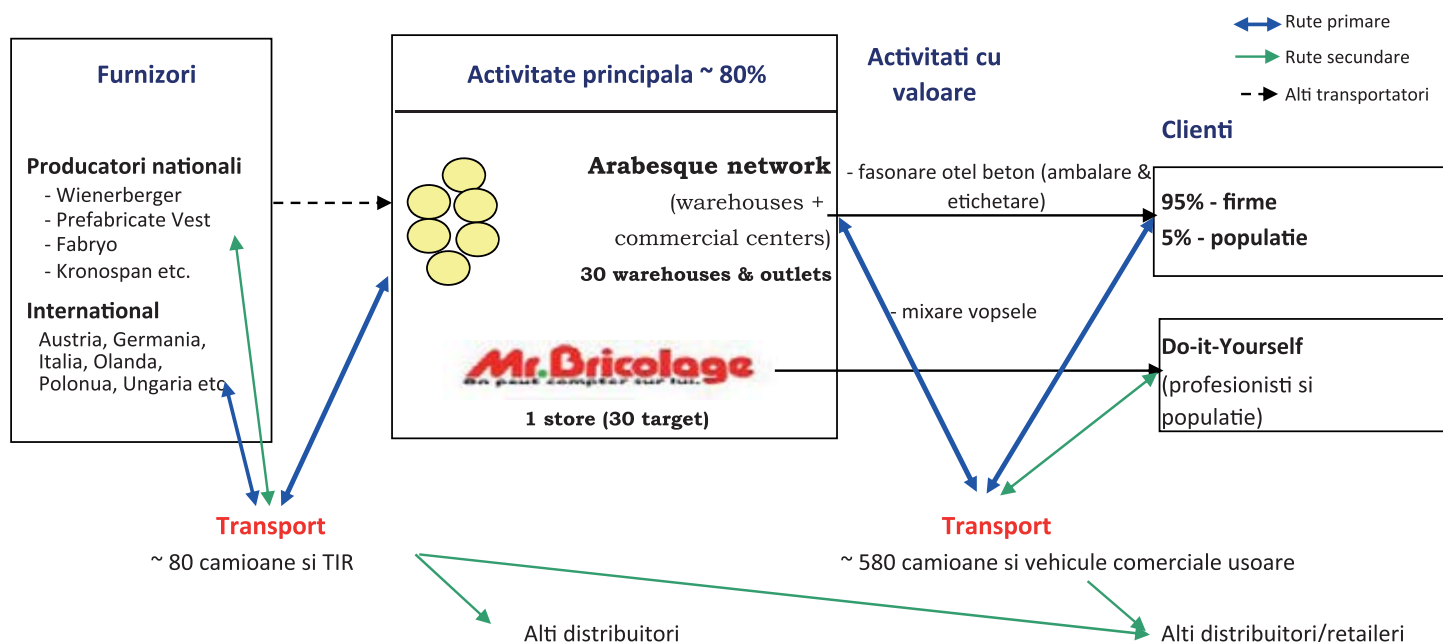 Rute primare
Rute secundare
Alti transportatori
Furnizori
Producatori nationali
- Wienerberger
- Prefabricate Vest
- Fabryo
- Kronospan etc.
International
Austria, Germania,
Italia, Olanda,
Polonua, Ungaria etc
Activitate principala ~ 80%
Arabesque network
(warehouses +
commercial centers)
30 warehouses & outlets
Mr.Bricolage
On peut compter sur lui.
1 store (30 target)
Activitati cu
valoare
- fasonare otel beton (ambalare &
etichetare)
- mixare vopsele
Clienti
95% - firme
5% - populatie
Do-it-Yourself
(profesionisti si
populatie)
Transport
~ 80 camioane si TIR
Transport
~ 580 camioane si vehicule comerciale usoare
Alti distribuitori
Alti distribuitori/retaileri